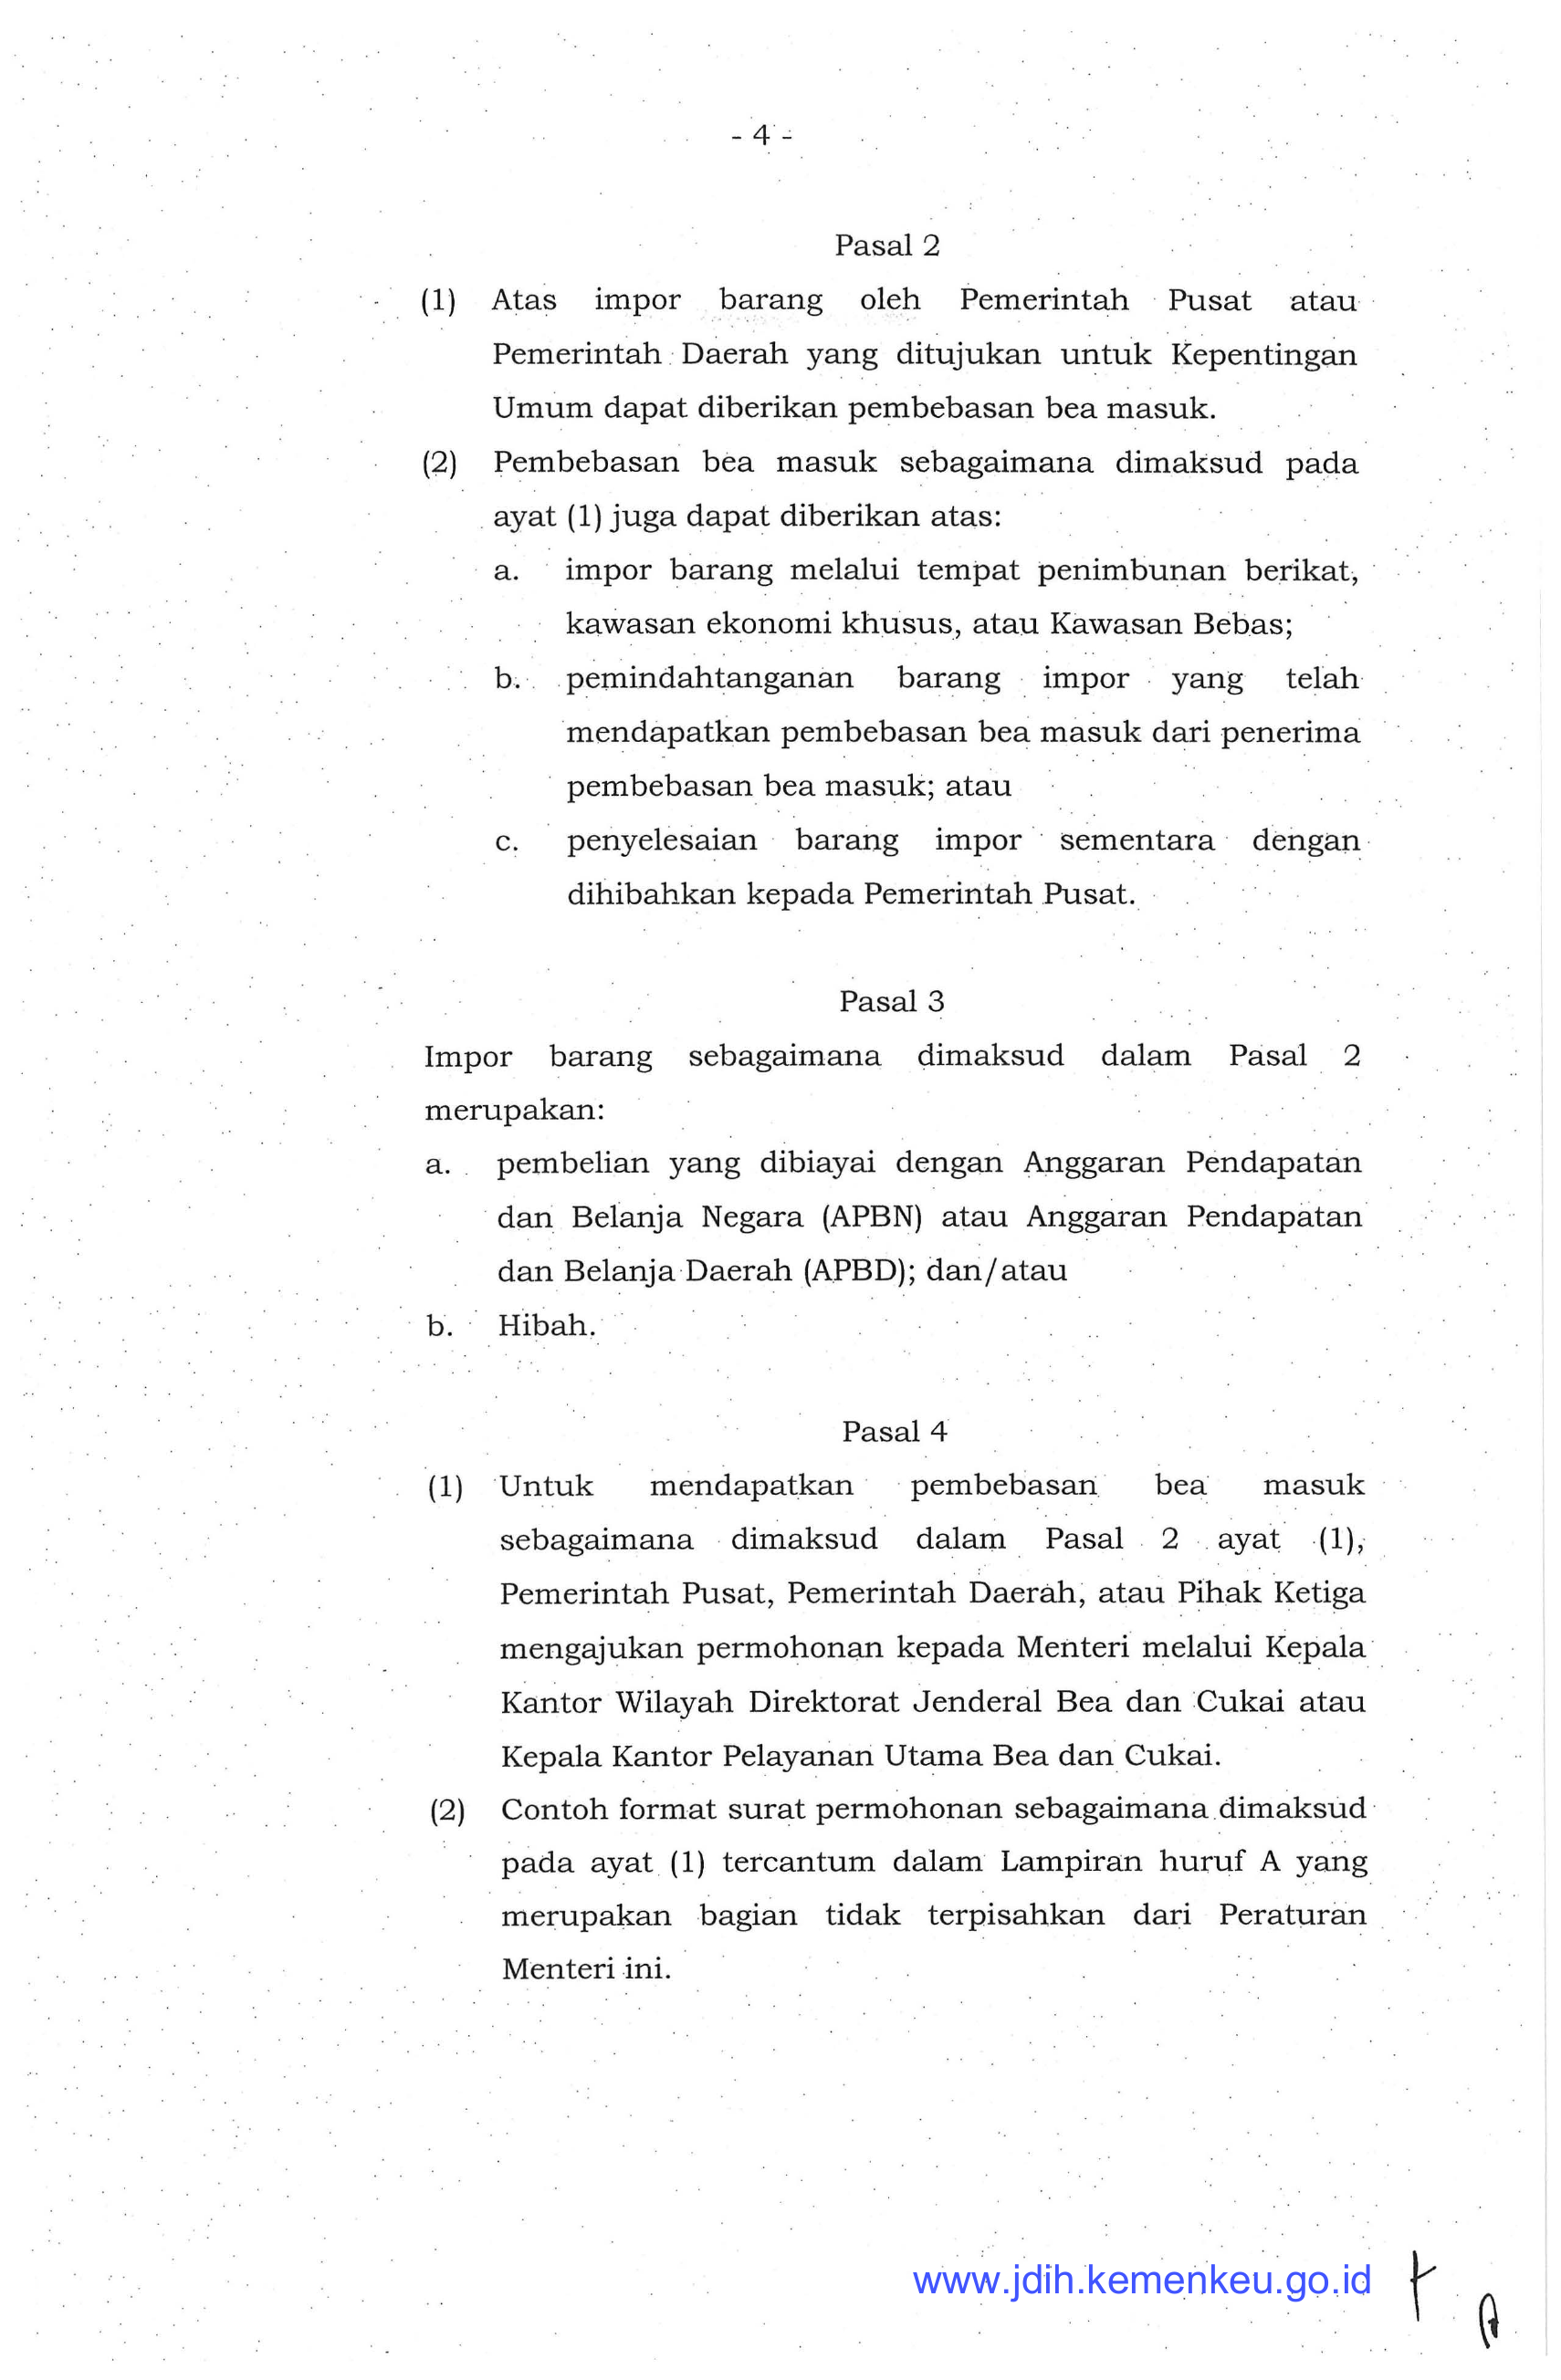 - 4 -
Pasal 2
(1) Atas impor barang oleh Pemerintah Pusat atau
Pemerintah Daerah yang ditujukan untuk Kepentingan
Umum dapat diberikan pembebasan bea masuk.
(2) Pembebasan bea masuk sebagaimana dimaksud pada
ayat (1) juga dapat diberikan atas:
a. impor barang melalui tempat penimbunan berikat,
kawasan ekonomi khusus, atau Kawasan Bebas;
b. pemindahtanganan barang impor yang telah
mendapatkan pembebasan bea masuk dari penerima
pembebasan bea masuk; atau
c. penyelesaian barang impor sementara dengan
dihibahkan kepada Pemerintah Pusat.
Pasal 3
Impor barang sebagaimana dimaksud dalam Pasal 2
merupakan:
a. pembelian yang dibiayai dengan Anggaran Pendapatan
dan Belanja Negara (APBN) atau Anggaran Pendapatan
dan Belanja Daerah (APBD); dan/atau
b. Hibah.
Pasal 4
(1) Untuk mendapatkan pembebasan bea masuk
sebagaimana dimaksud dalam Pasal 2 ayat (1),
Pemerintah Pusat, Pemerintah Daerah, atau Pihak Ketiga
mengajukan permohonan kepada Menteri melalui Kepala
Kantor Wilayah Direktorat Jenderal Bea dan Cukai atau
Kepala Kantor Pelayanan Utama Bea dan Cukai.
(2) Contoh format surat permohonan sebagaimana dimaksud
pada ayat (1) tercantum dalam Lampiran huruf A yang
merupakan bagian tidak terpisahkan dari Peraturan
Menteri ini.
www.jdih.kemenkeu.go.id